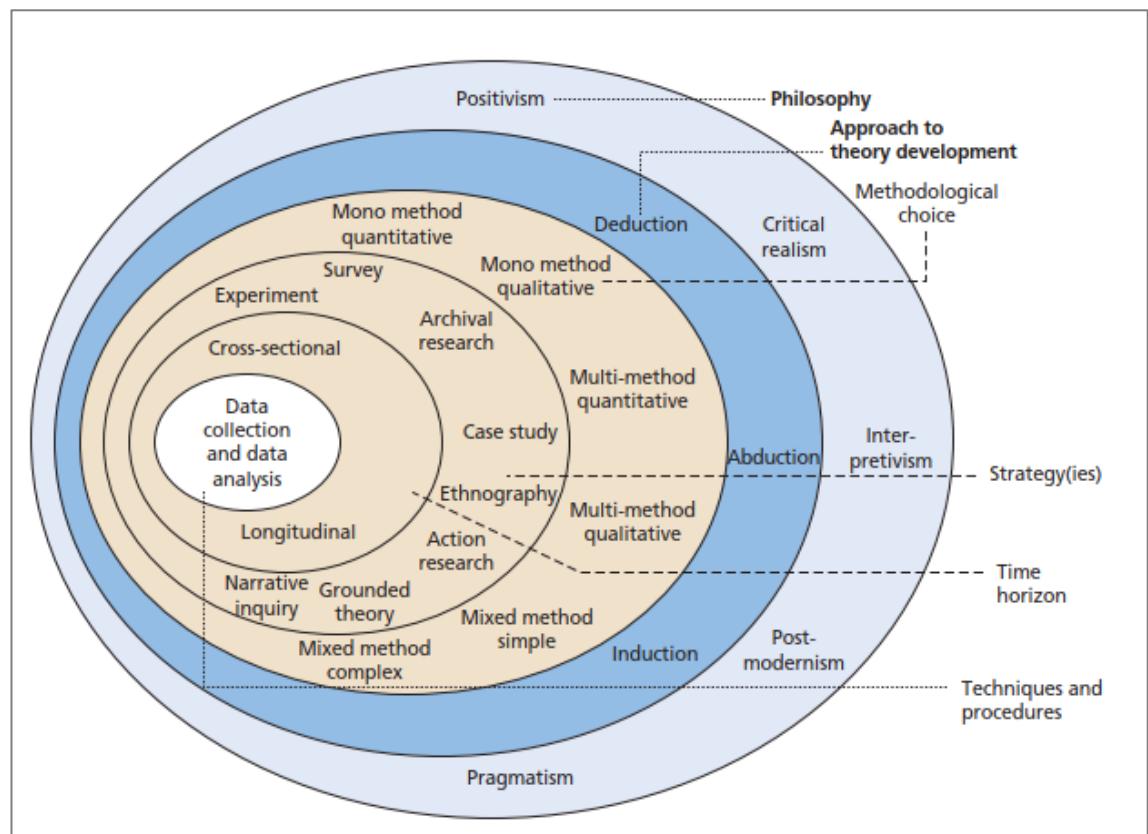 Positivism
Philosophy
Approach to
theory development
Methodological
choice
Mono method
quantitative
Deduction
Critical
realism
Survey
Mono method
qualitative
Experiment
Archival
research
Cross-sectional
Multi-method
quantitative
Data
collection
and data
analysis
Case study
Abduction
Inter-
pretivism
Strategy(ies)
Ethnography
Multi-method
qualitative
Longitudinal
Action
research
Time
horizon
Narrative
inquiry
Grounded
theory
Mixed method
simple
Mixed method
complex
Induction
Post-
modernism
Techniques and
procedures
Pragmatism